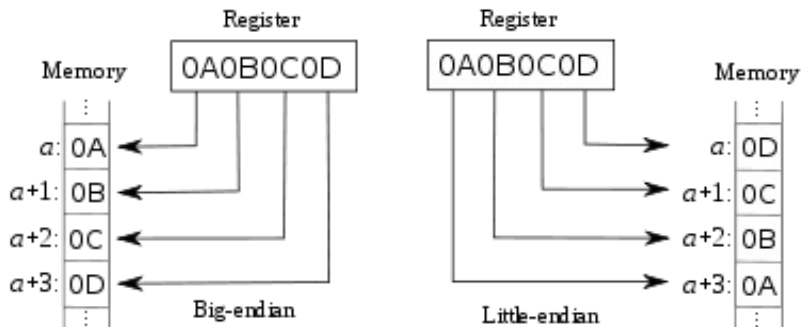 Register
0A0B0C0D
Memory
⋮
a: 0A
a+1: 0B
a+2: 0C
a+3: 0D
⋮
Big-endian
Register
0A0B0C0D
Memory
⋮
a: 0D
a+1: 0C
a+2: 0B
a+3: 0A
⋮
Little-endian